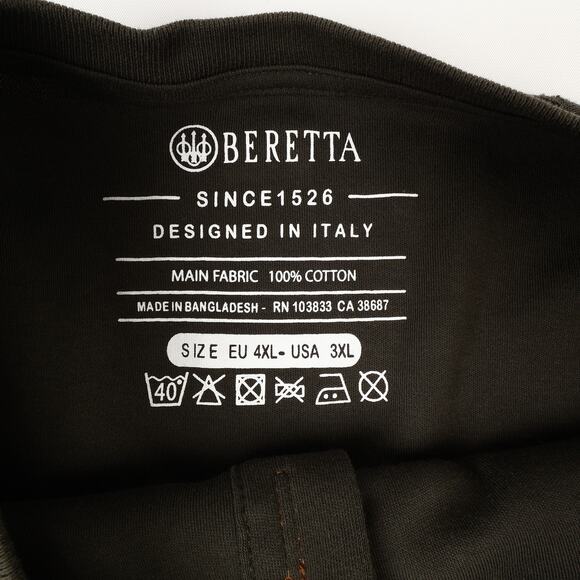 BERETTA
SINCE1526
DESIGNED IN ITALY
MAIN FABRIC 100% COTTON
MADE IN BANGLADESH - RN 103833 CA 38687
SIZE EU 4XL- USA 3XL
40°